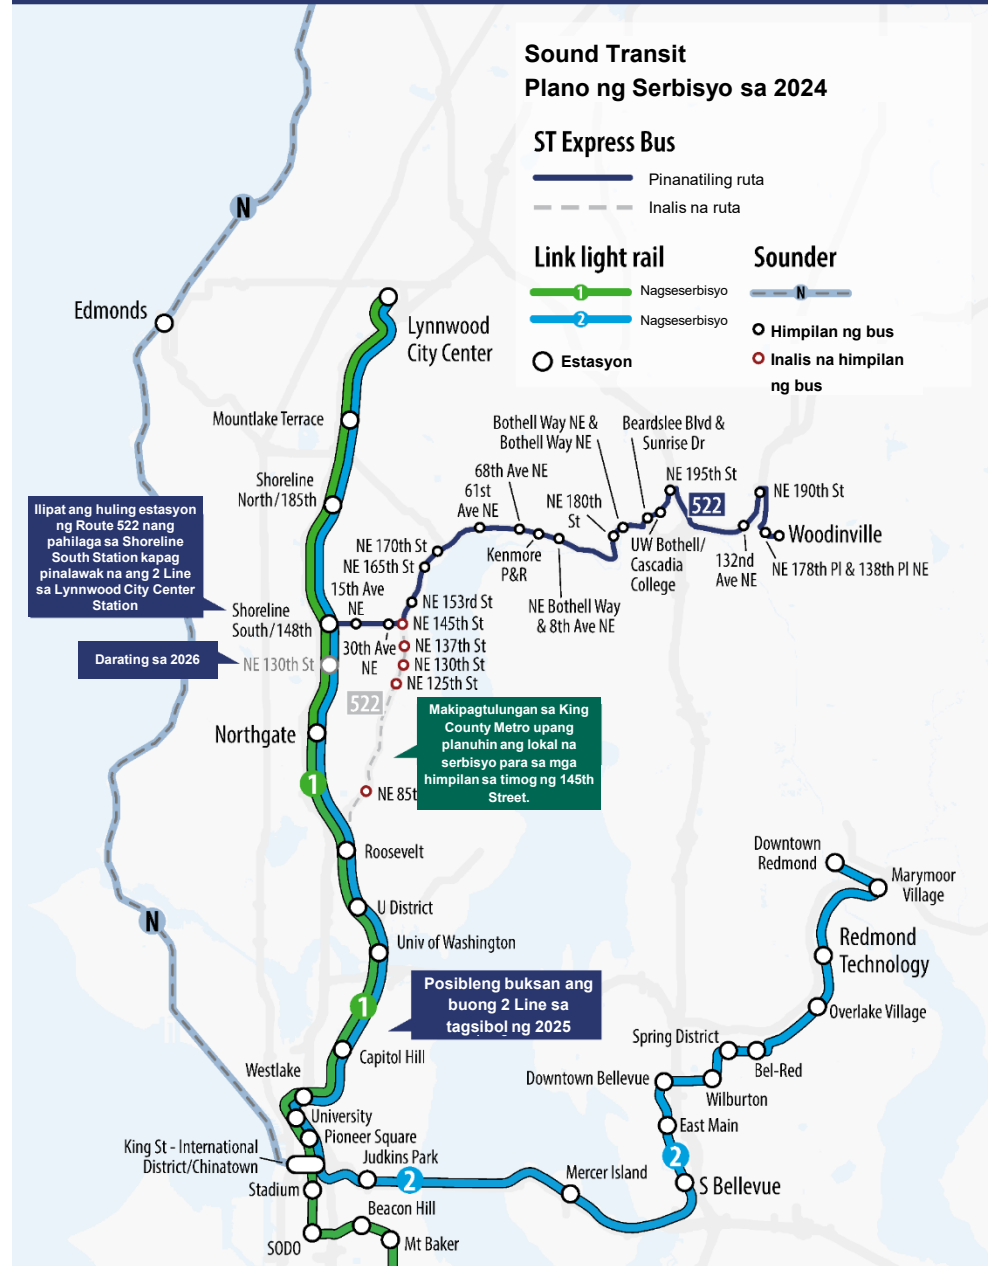 Sound Transit
Plano ng Serbisyo sa 2024
ST Express Bus
Pinanatiling ruta
Inalis na ruta
Link light rail
1
Nagseserbisyo
2
Nagseserbisyo
Estasyon
Sounder
N
Himpilan ng bus
Inalis na himpilan
ng bus
N
Edmonds
Lynnwood
City Center
Mountlake Terrace
Shoreline
North/185th
Ilipat ang huling estasyon
ng Route 522 nang
pahilaga sa Shoreline
South Station kapag
pinalawak na ang 2 Line
sa Lynnwood City Center
Station
Shoreline
South/148th
Darating sa 2026
NE 130th St
Bothell Way NE &
Bothell Way NE
Beardslee Blvd &
Sunrise Dr
68th Ave NE
61st
Ave NE
NE 180th
St
NE 195th St
522
NE 190th St
Woodinville
NE 170th St
NE 165th St
Kenmore
P&R
UW Bothell/
Cascadia
College
132nd
Ave NE
NE 178th Pl & 138th Pl NE
15th Ave
NE
NE 153rd St
NE Bothell Way
& 8th Ave NE
NE 145th St
30th Ave
NE
NE 137th St
NE 130th St
NE 125th St
522
Makipagtulungan sa King
County Metro upang
planuhin ang lokal na
serbisyo para sa mga
himpilan sa timog ng 145th
Street.
Northgate
1
NE 85t
Roosevelt
U District
Univ of Washington
N
Posibleng buksan ang
buong 2 Line sa
tagsibol ng 2025
1
Capitol Hill
Westlake
University
Pioneer Square
King St - International
District/Chinatown
Judkins Park
2
Stadium
Beacon Hill
SODO
Mt Baker
Mercer Island
Downtown
Redmond
Marymoor
Village
Redmond
Technology
Overlake Village
Spring District
Bel-Red
Downtown Bellevue
Wilburton
East Main
2
S Bellevue